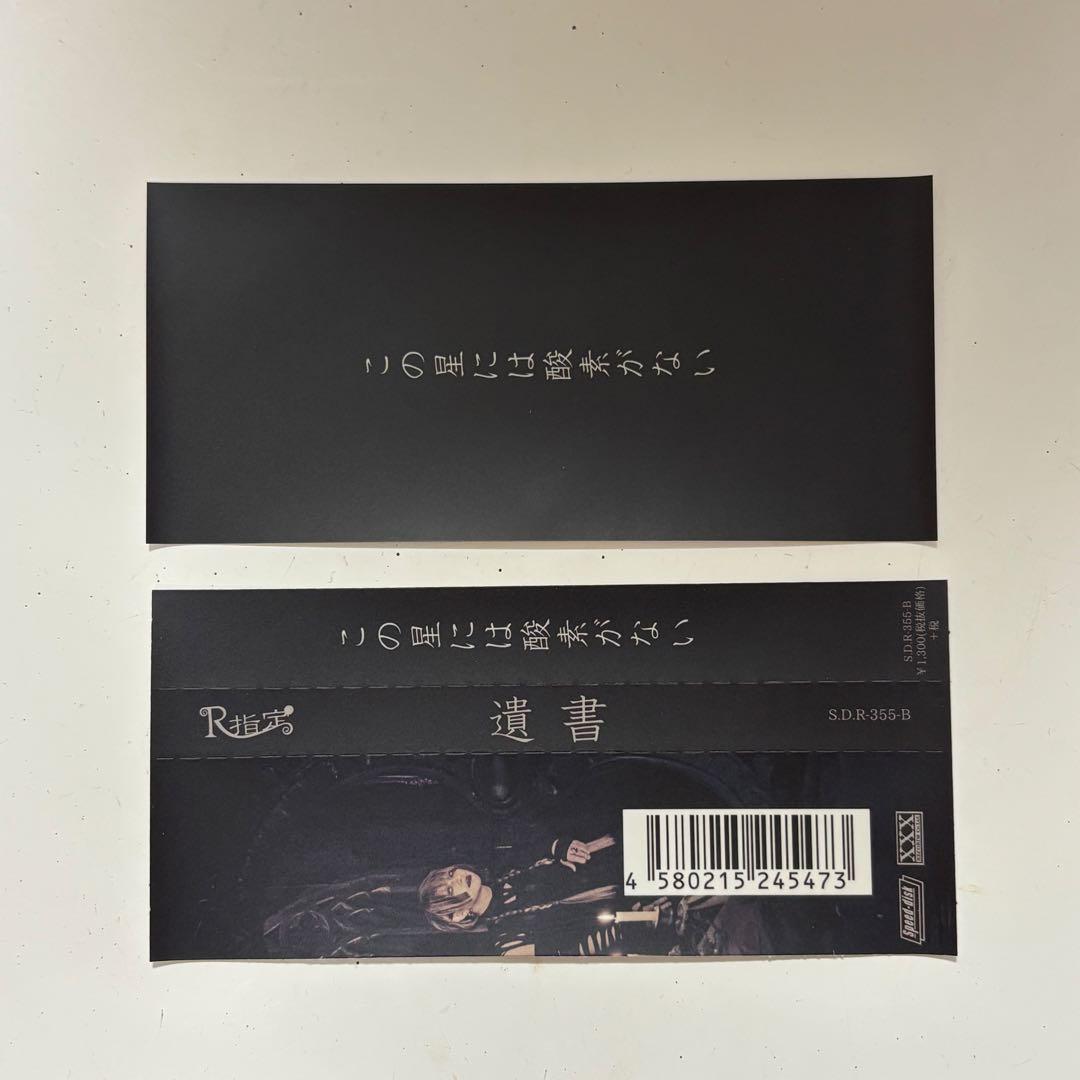 この星には酸素がない
この星には酸素がない
S.D.R-355-B
¥1,300(税抜価格)
+税
R指定
遺書
S.D.R-355-B
4 580215 245473
XXX
Speed-disk